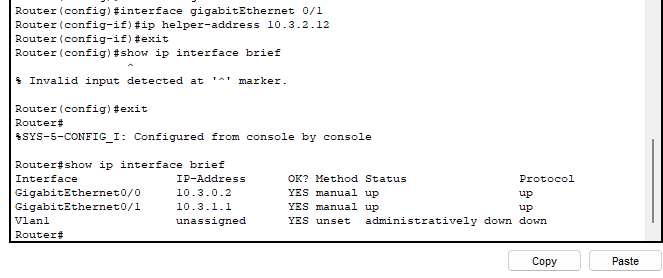 Router(config)#interface gigabitEthernet 0/1
Router(config-if)#ip helper-address 10.3.2.12
Router(config-if)#exit
Router(config)#show ip interface brief
^
% Invalid input detected at '^' marker.
Router(config)#exit
Router#
%SYS-5-CONFIG_I: Configured from console by console
Router#show ip interface brief
Interface IP-Address OK? Method Status Protocol
GigabitEthernet0/0 10.3.0.2 YES manual up up
GigabitEthernet0/1 10.3.1.1 YES manual up up
Vlan1 unassigned YES unset administratively down down
Router#
Copy Paste